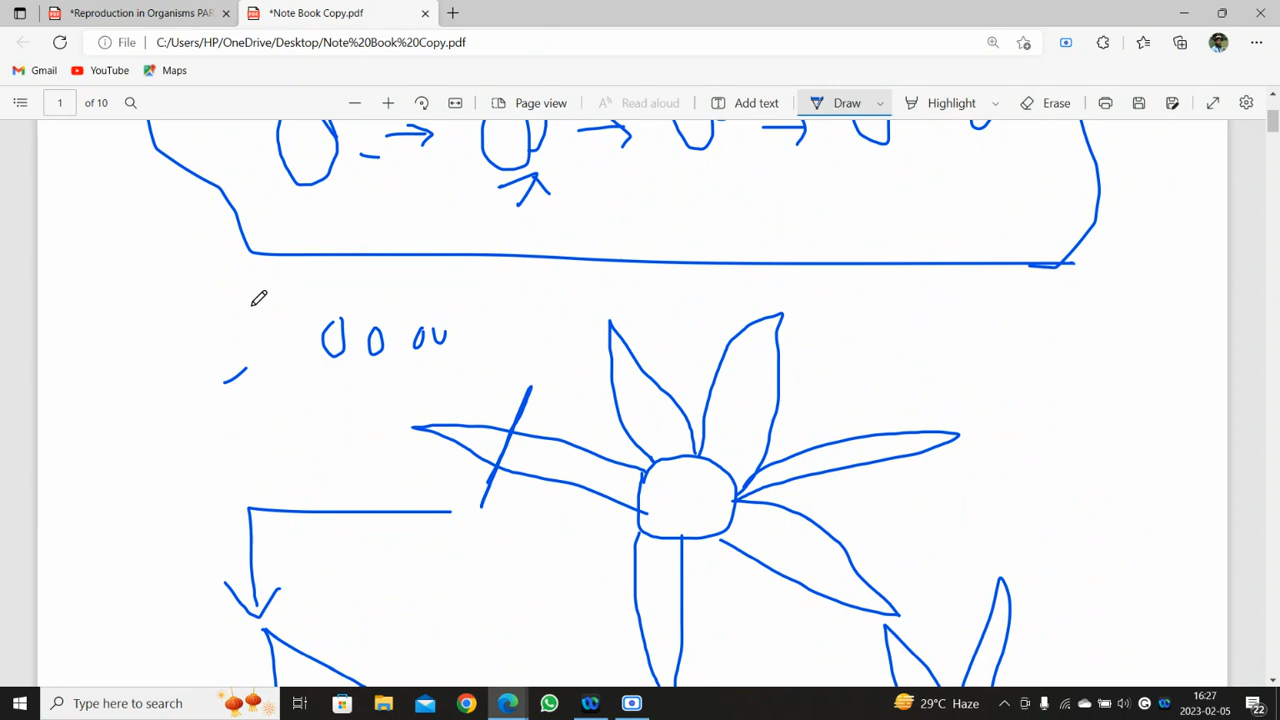 *Reproduction in Organisms PAR
*Note Book Copy.pdf
File
C:/Users/HP/OneDrive/Desktop/Note%20Book%20Copy.pdf
Gmail
YouTube
Maps
1 of 10
Page view
Read aloud
Add text
Draw
Highlight
Erase
Type here to search
29°C Haze
16:27
2023-02-05
22